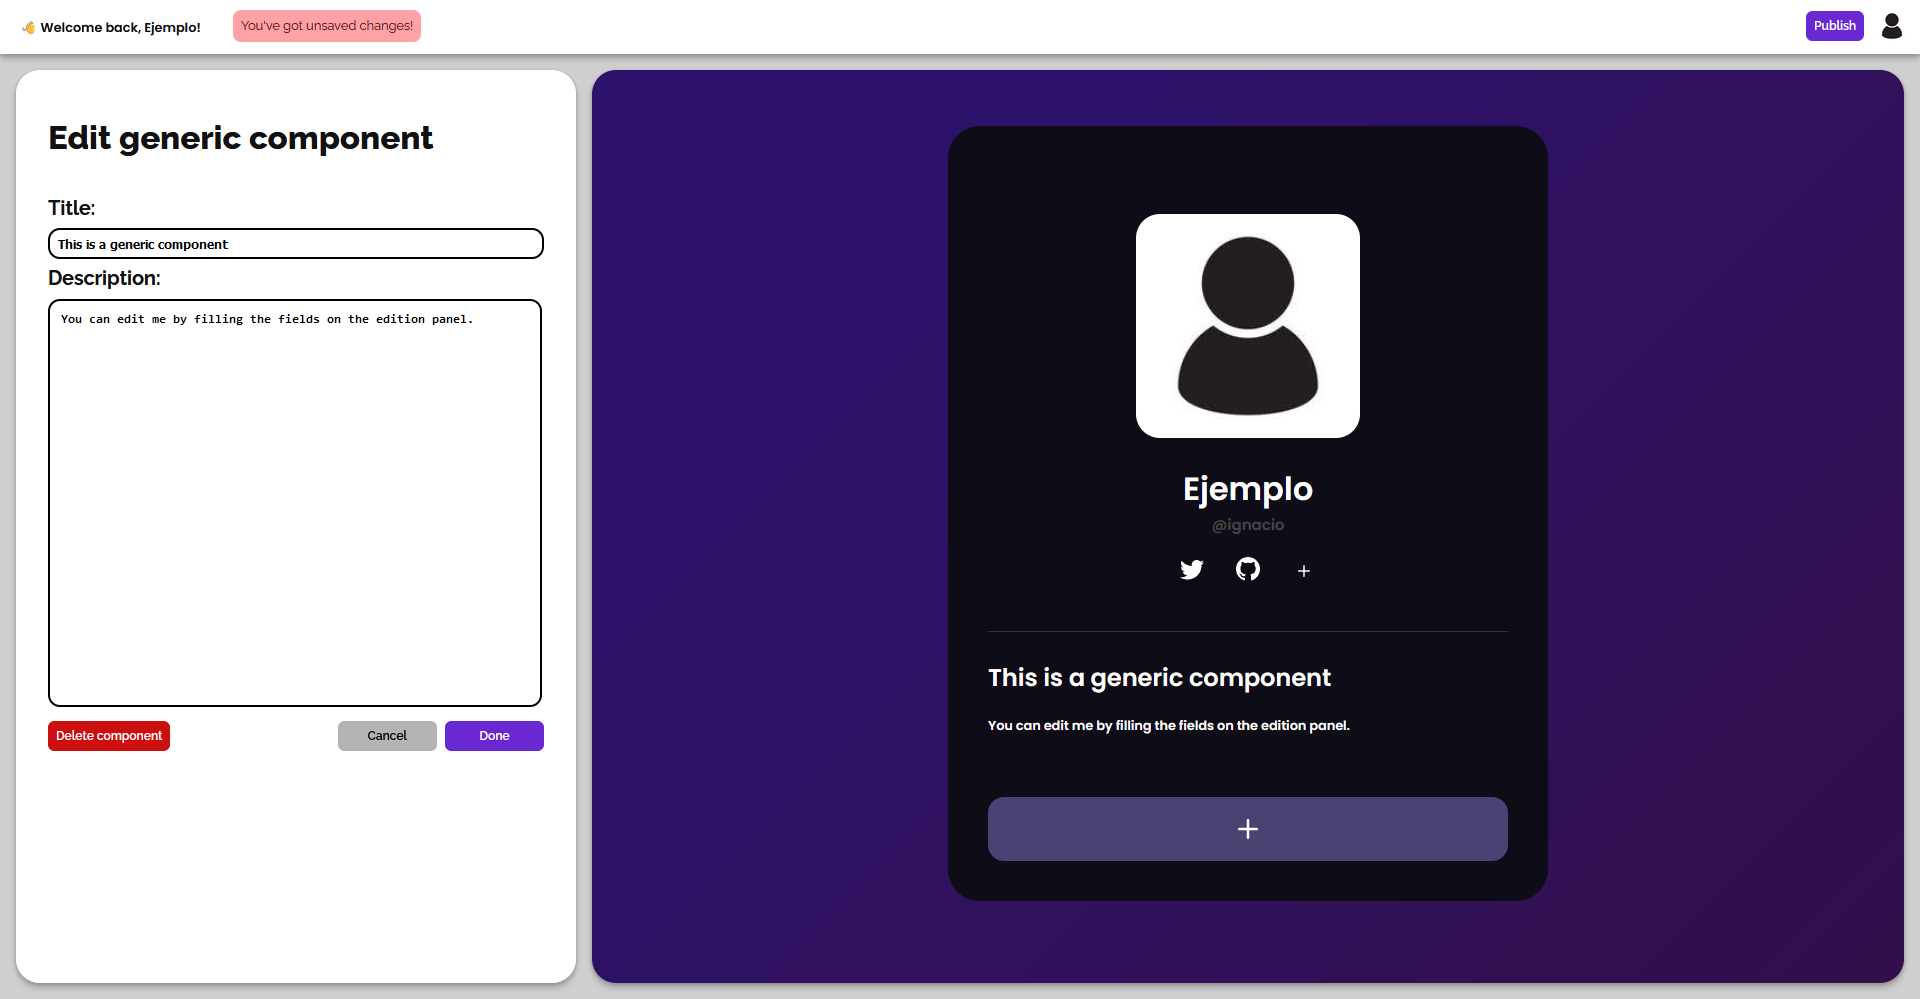 👋 Welcome back, Ejemplo!
You've got unsaved changes!
Publish
Edit generic component
Title:
This is a generic component
Description:
You can edit me by filling the fields on the edition panel.
Delete component
Cancel
Done
Ejemplo
@ignacio
+
This is a generic component
You can edit me by filling the fields on the edition panel.
+